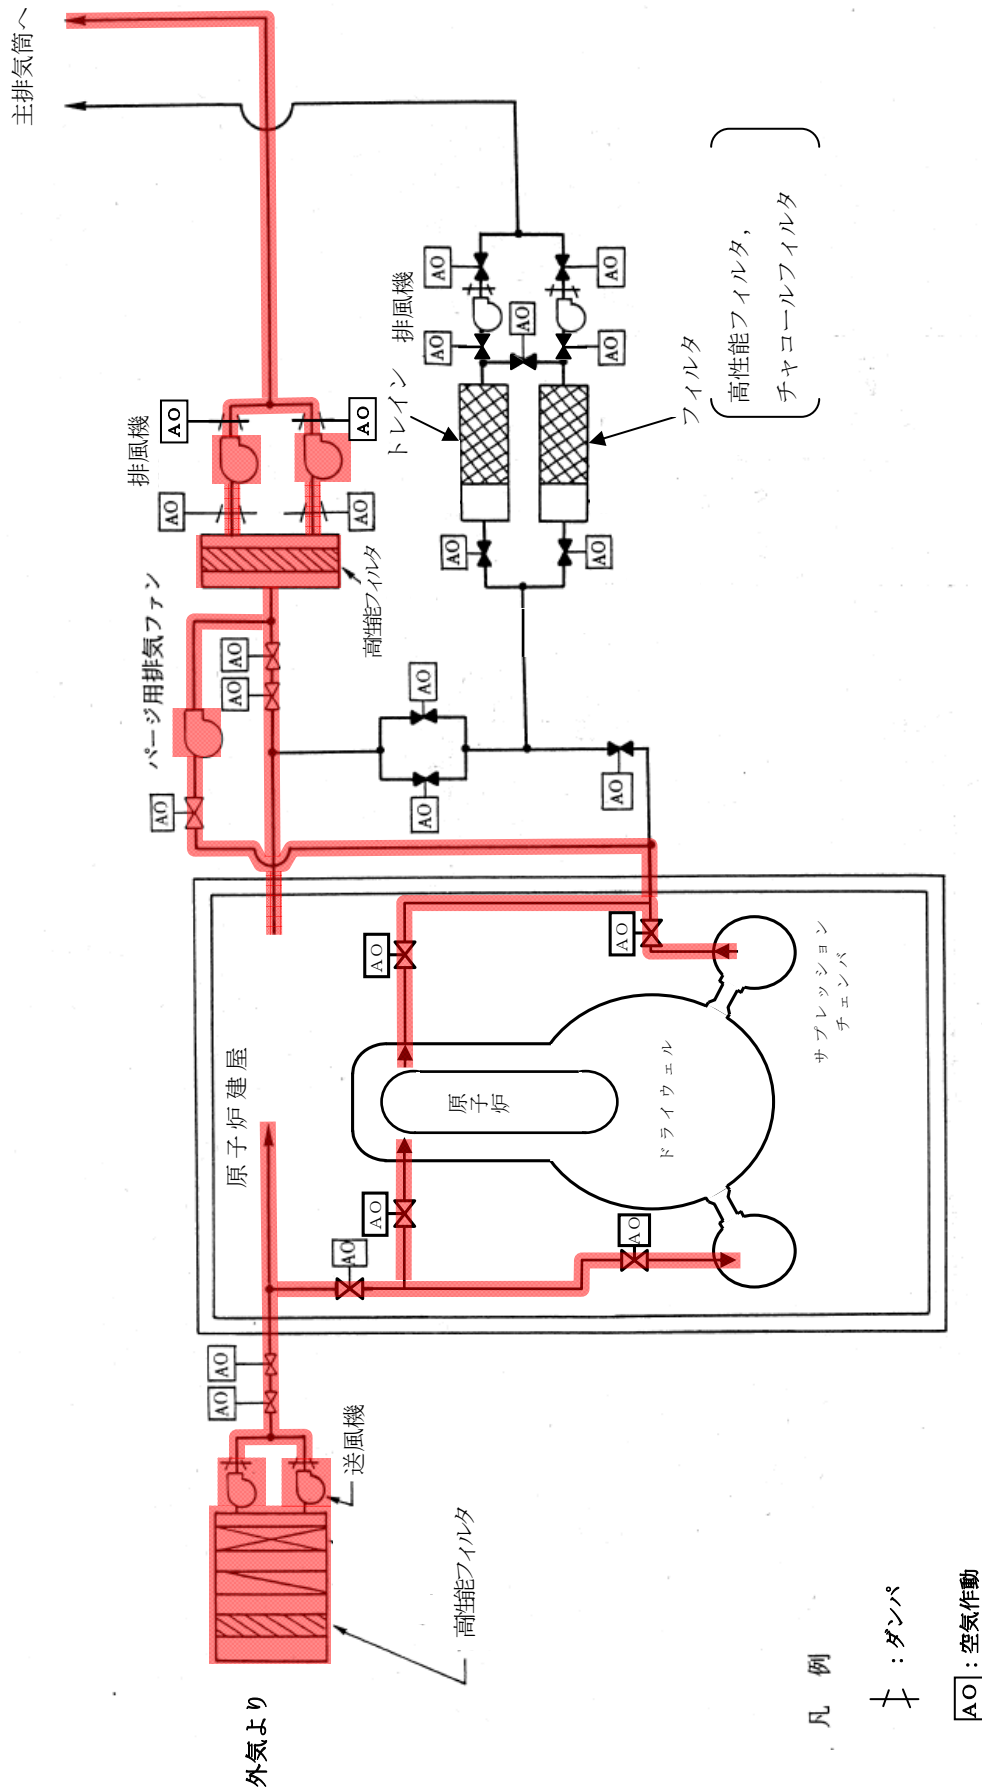 主排気筒へ
排風機
AO
AO
AO
AO
高性能フィルタ
パージ用排気ファン
AO
AO
AO
排風機
AO
AO
AO
AO
AO
トレイン
フィルタ
高性能フィルタ,
チャコールフィルタ
AO
AO
AO
AO
AO
原子炉建屋
AO
AO
原子炉
ドライウェル
サプレッション
チェンバ
AO
AO
AO
AO
AO
送風機
高性能フィルタ
外気より
凡 例
:ダンパ
AO:空気作動